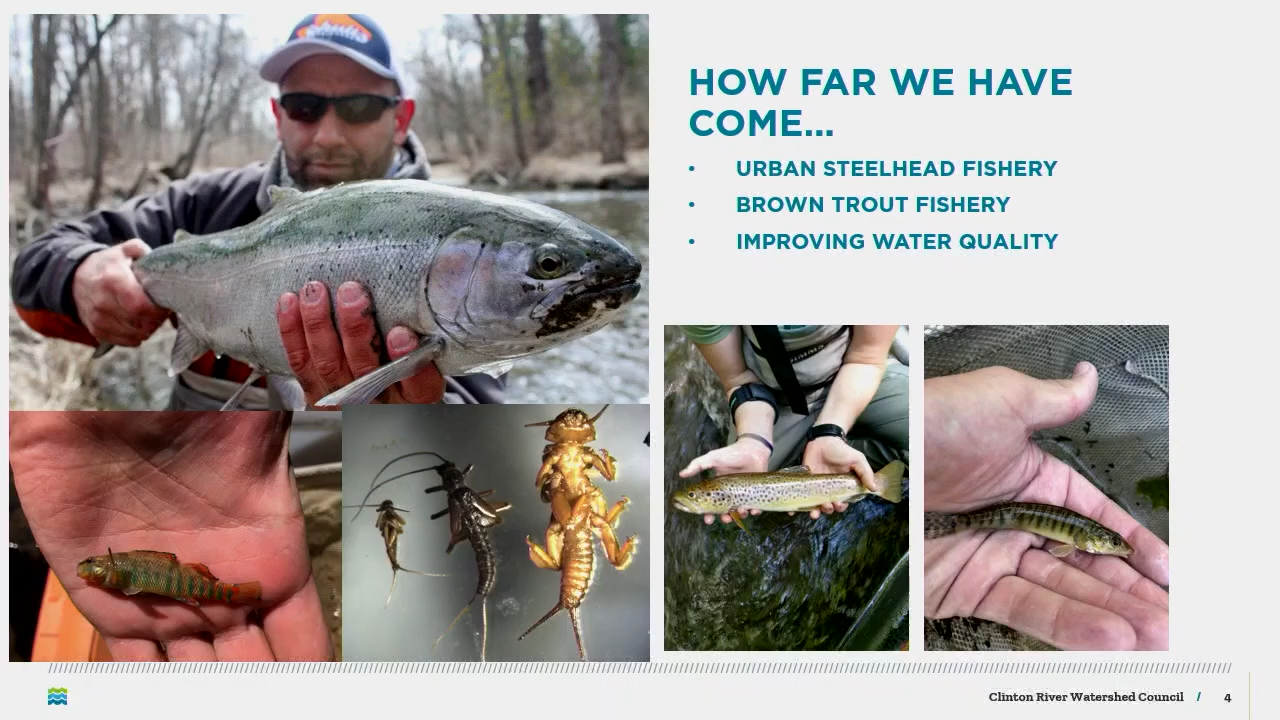 HOW FAR WE HAVE
COME...
• URBAN STEELHEAD FISHERY
• BROWN TROUT FISHERY
• IMPROVING WATER QUALITY
Clinton River Watershed Council / 4